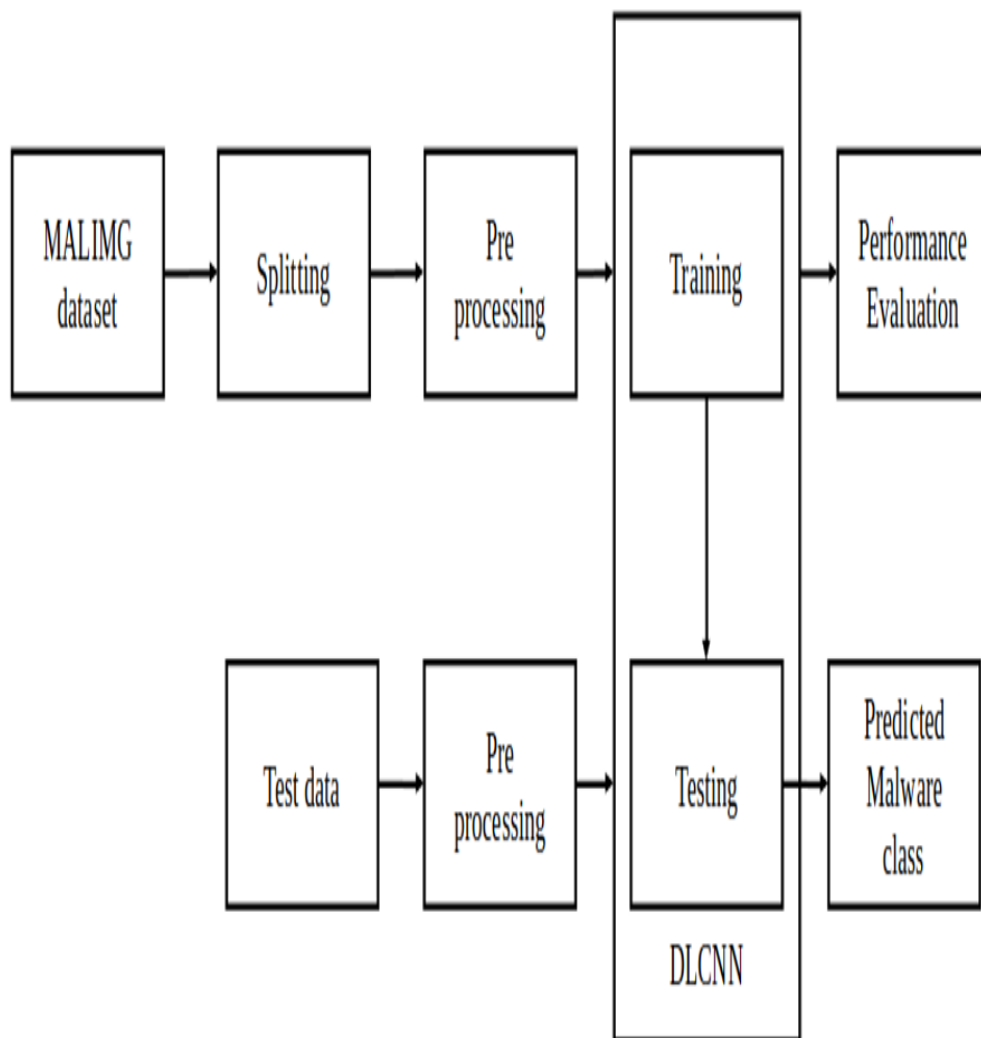 MALIMG
dataset
Splitting
Pre
processing
Training
Performance
Evaluation
Test data
Pre
processing
Testing
Predicted
Malware
class
DLCNN